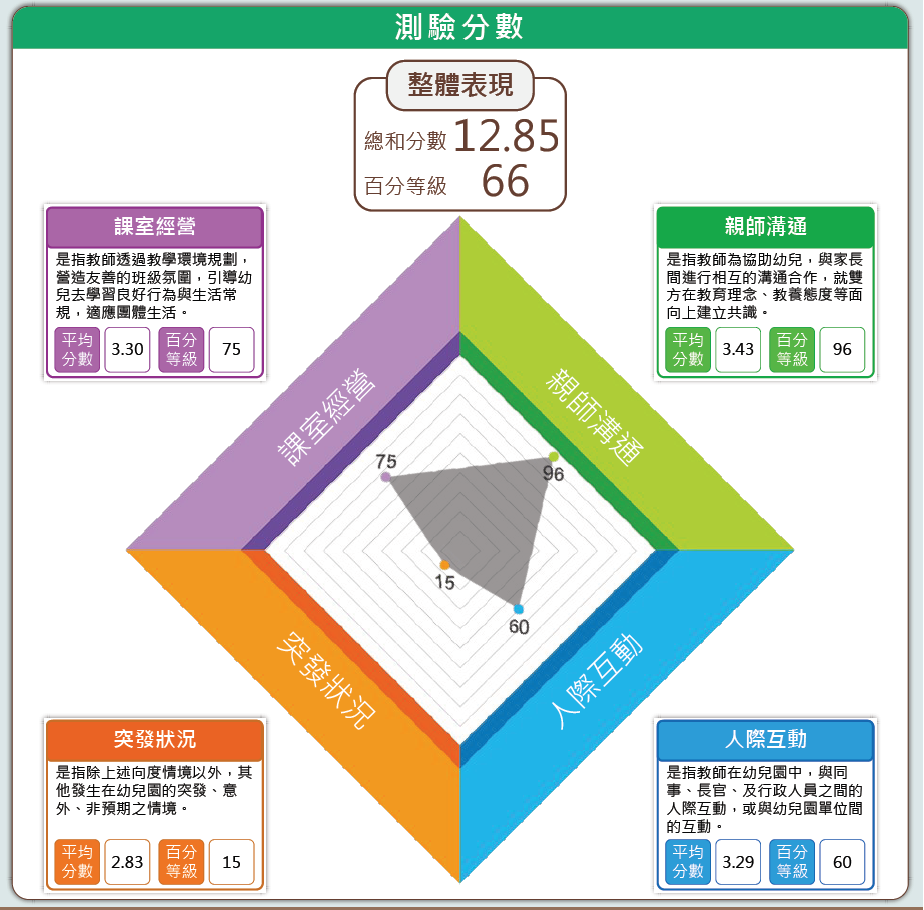 測驗分數
整體表現
總和分數 12.85
百分等級 66
課室經營
是指教師透過教學環境規劃，
營造友善的班級氛圍，引導幼
兒去學習良好行為與生活常
規，適應團體生活。
平均
分數
3.30
百分
等級
75
親師溝通
是指教師為協助幼兒，與家長
間進行相互的溝通合作，就雙
方在教育理念、教養態度等面
向上建立共識。
平均
分數
3.43
百分
等級
96
課室經營
親師溝通
75
96
15
60
突發狀況
人際互動
突發狀況
是指除上述向度情境以外，其
他發生在幼兒園的突發、意
外、非預期之情境。
平均
分數
2.83
百分
等級
15
人際互動
是指教師在幼兒園中，與同
事、長官、及行政人員之間的
人際互動，或與幼兒園單位間
的互動。
平均
分數
3.29
百分
等級
60